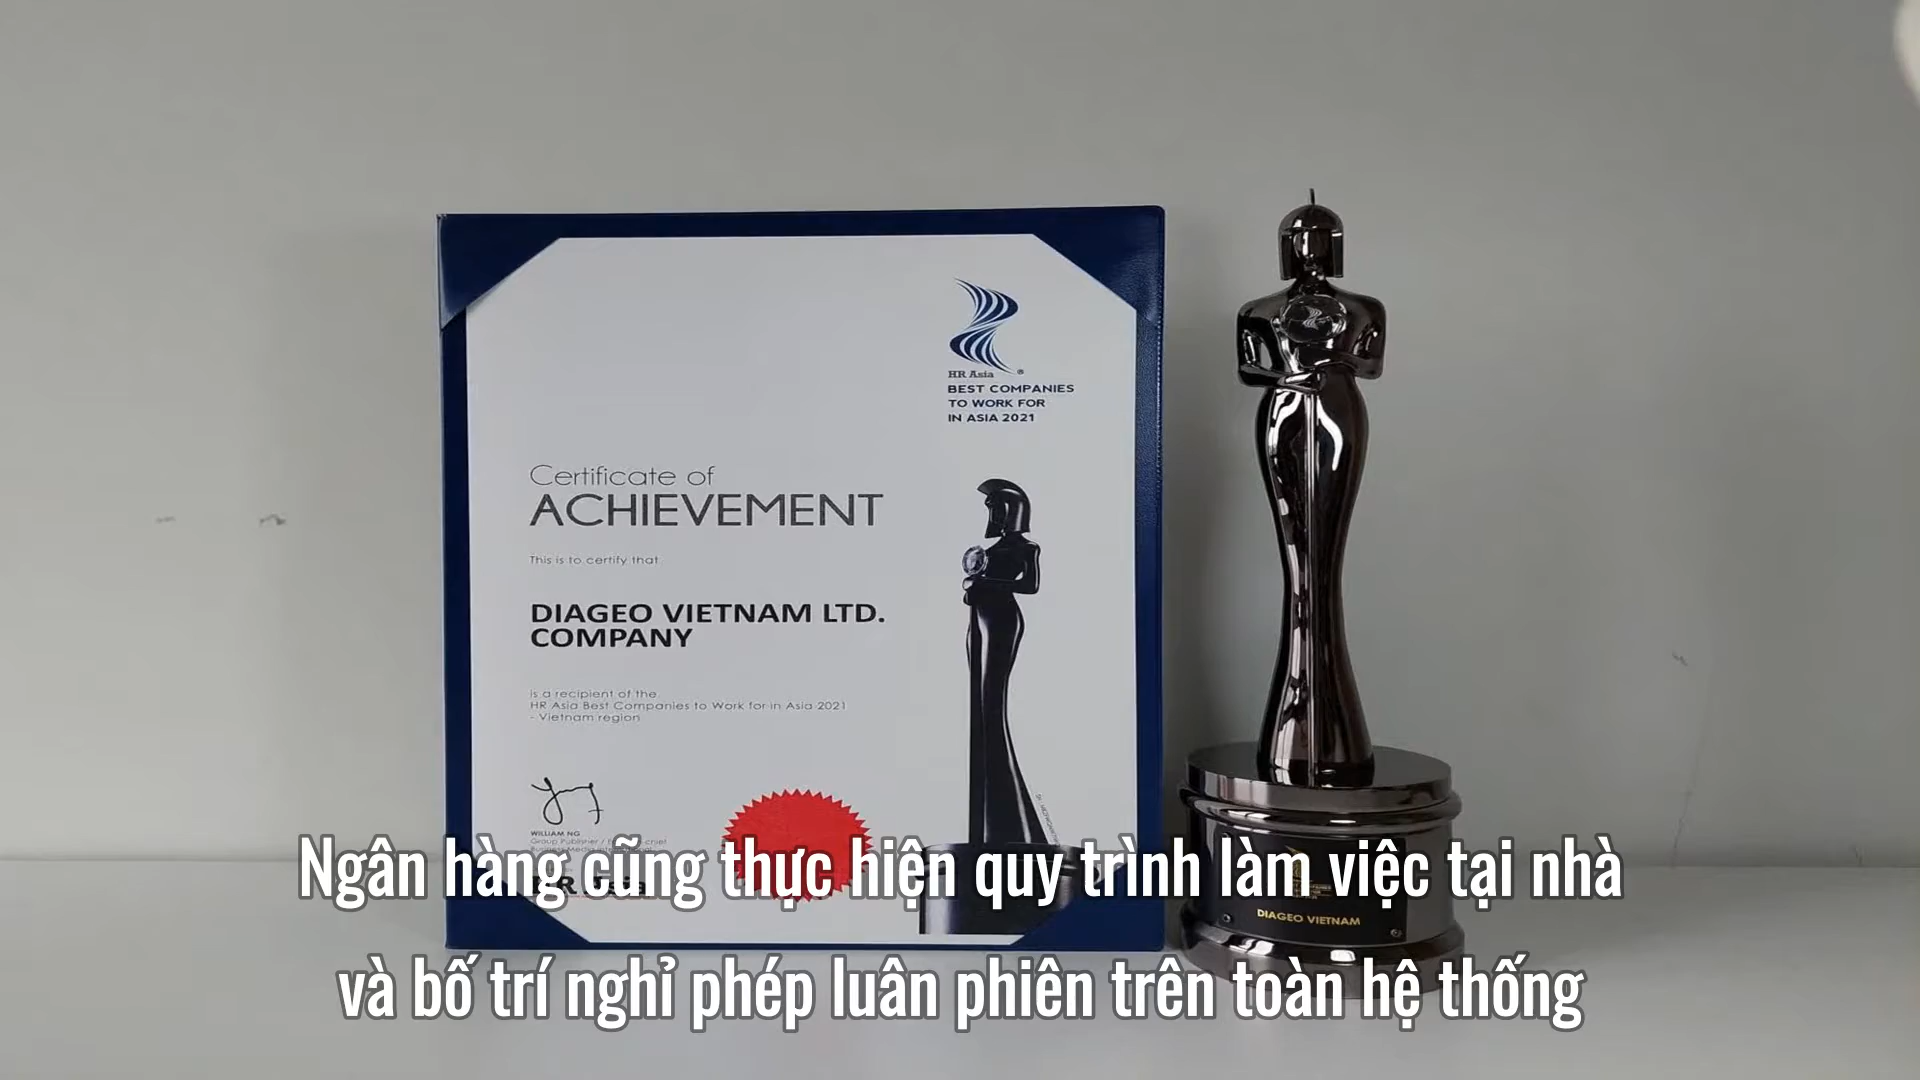 HR Asia ®
BEST COMPANIES
TO WORK FOR
IN ASIA 2021
Certificate of
ACHIEVEMENT
This is to certify that
DIAGEO VIETNAM LTD.
COMPANY
is a recipient of the
HR Asia Best Companies to Work for in Asia 2021
- Vietnam region
WILLIAM NG
Group Publisher /
DIAGEO VIETNAM
Ngân hàng cũng thực hiện quy trình làm việc tại nhà
và bố trí nghỉ phép luân phiên trên toàn hệ thống